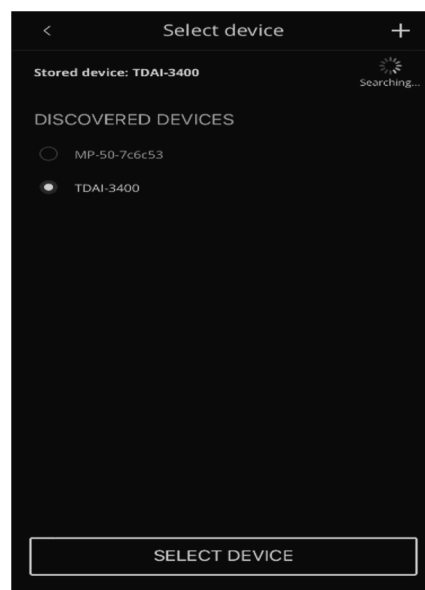 Select device
Stored device: TDAI-3400
Searching...
DISCOVERED DEVICES
MP-50-7c6c53
TDAI-3400
SELECT DEVICE